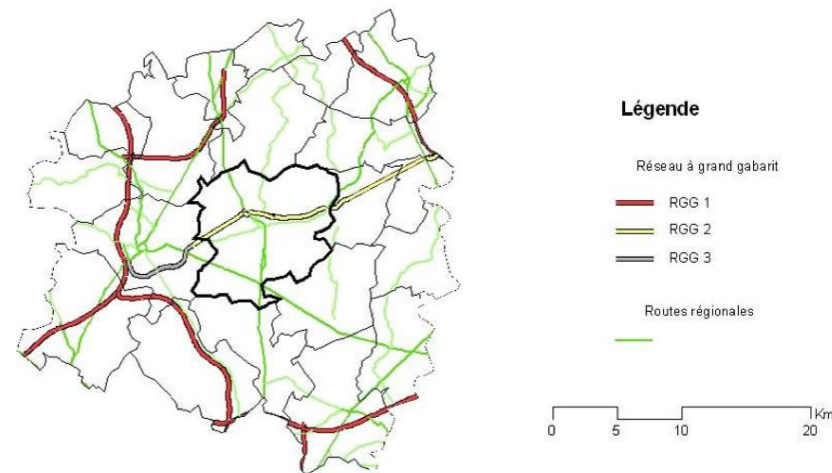 Légende
Réseau à grand gabarit
RGG 1
RGG 2
RGG 3
Routes régionales
Km
0 5 10 20